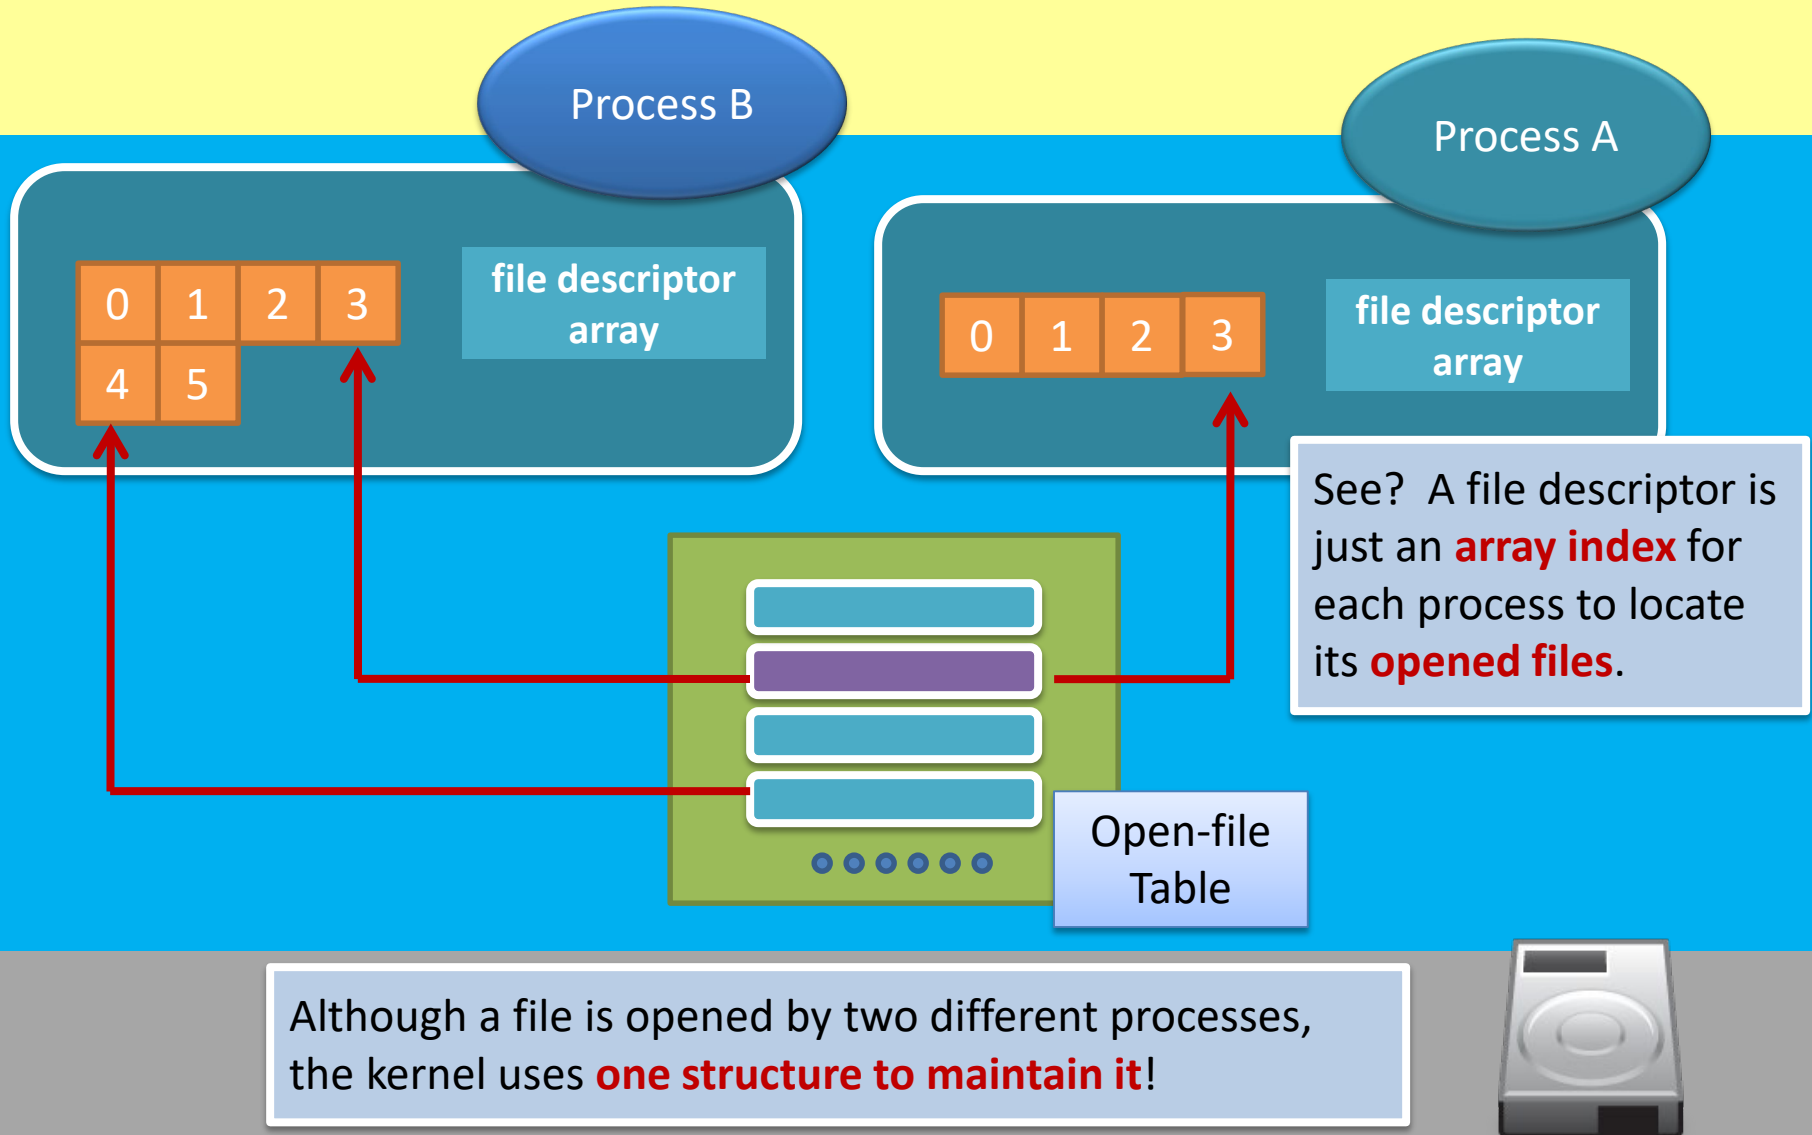 Process B
Process A
0 1 2 3
4 5
file descriptor
array
0 1 2 3
file descriptor
array
See?  A file descriptor is
just an array index for
each process to locate
its opened files.
Open-file
Table
Although a file is opened by two different processes,
the kernel uses one structure to maintain it!